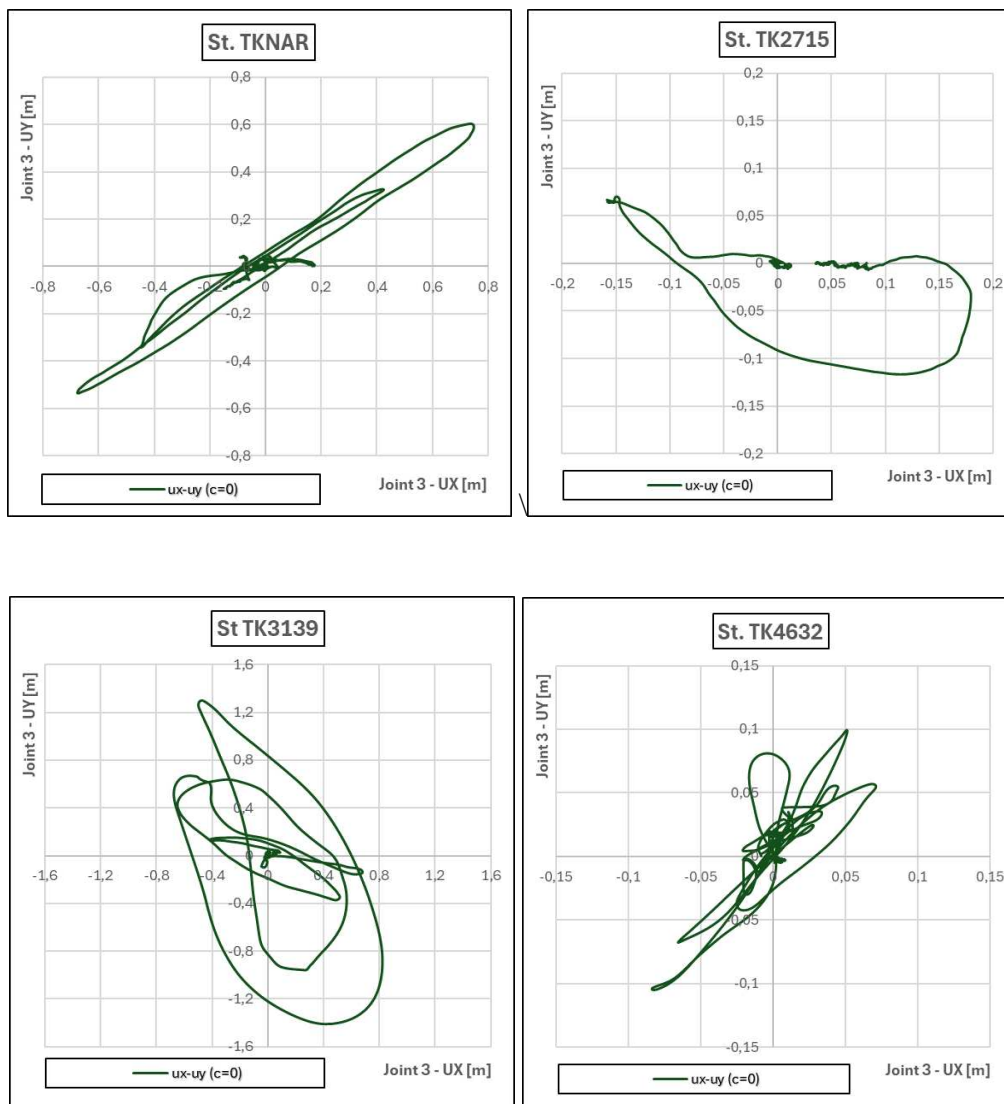 St. TKNAR
Joint 3 - UY [m]
0,8
0,6
0,4
0,2
0
-0,8 -0,6 -0,4 -0,2 0 0,2 0,4 0,6 0,8
-0,2
-0,4
-0,6
-0,8
ux-uy (c=0)
Joint 3 - UX [m]
St. TK2715
Joint 3 - UY [m]
0,2
0,15
0,1
0,05
0
-0,2 -0,15 -0,1 -0,05 0 0,05 0,1 0,15 0,2
-0,05
-0,1
-0,15
-0,2
ux-uy (c=0)
Joint 3 - UX [m]
\
St TK3139
Joint 3 - UY [m]
1,6
1,2
0,8
0,4
0
-1,6 -1,2 -0,8 -0,4 0 0,4 0,8 1,2 1,6
-0,4
-0,8
-1,2
-1,6
ux-uy (c=0)
Joint 3 - UX [m]
St. TK4632
Joint 3 - UY [m]
0,15
0,1
0,05
0
-0,15 -0,1 -0,05 0 0,05 0,1 0,15
-0,05
-0,1
-0,15
ux-uy (c=0)
Joint 3 - UX [m]